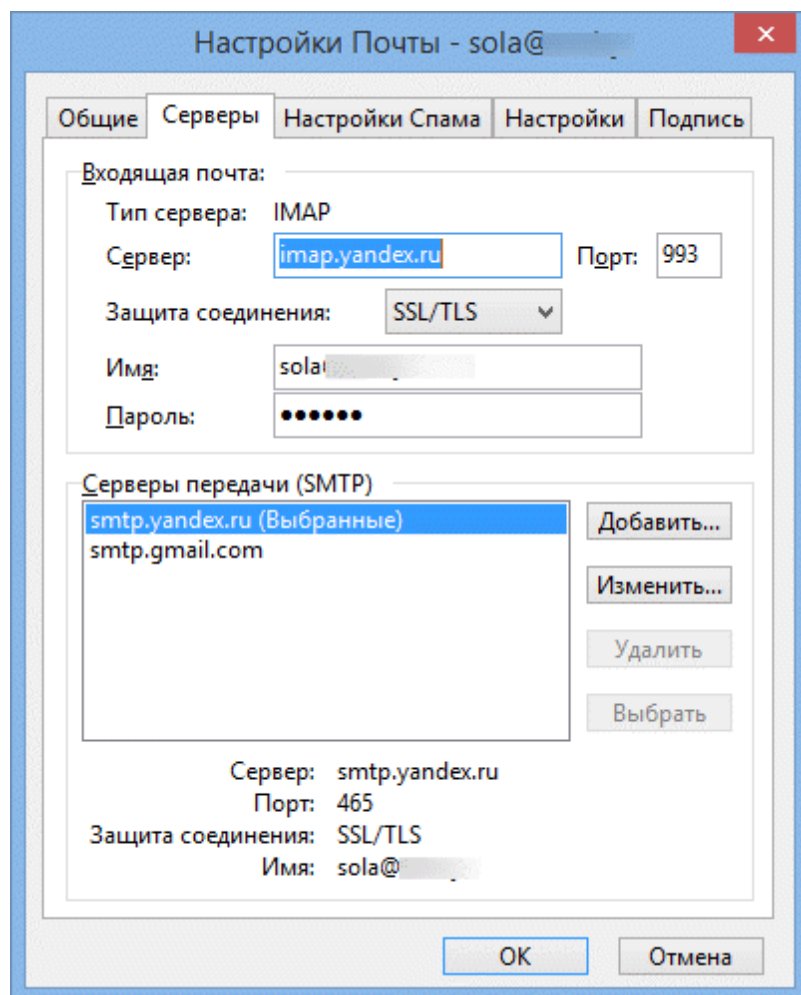 Настройки Почты - sola@
Общие Серверы Настройки Спама Настройки Подпись
Входящая почта:
Тип сервера: IMAP
Сервер: imap.yandex.ru Порт: 993
Защита соединения: SSL/TLS
Имя: sola
Пароль: ••••••
Серверы передачи (SMTP)
smtp.yandex.ru (Выбранные) Добавить...
smtp.gmail.com
Изменить...
Удалить
Выбрать
Сервер: smtp.yandex.ru
Порт: 465
Защита соединения: SSL/TLS
Имя: sola@
OK Отмена